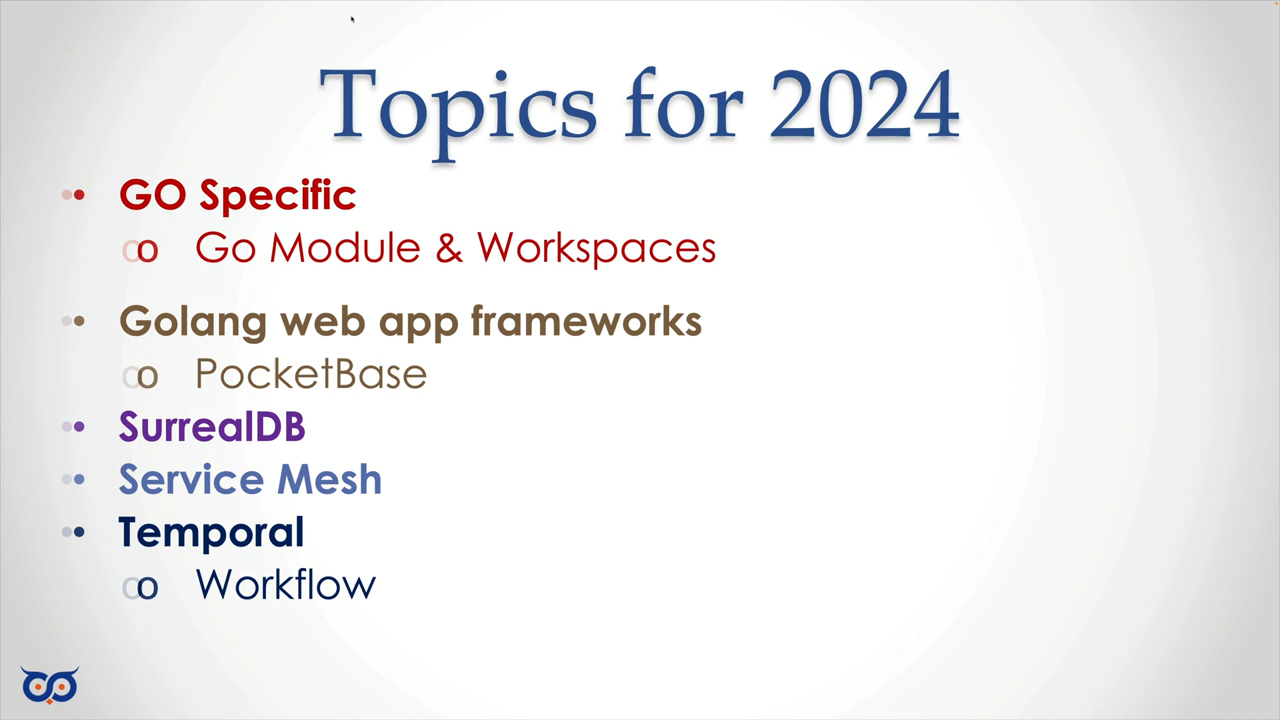 Topics for 2024
GO Specific
Go Module & Workspaces
Golang web app frameworks
PocketBase
SurrealDB
Service Mesh
Temporal
Workflow